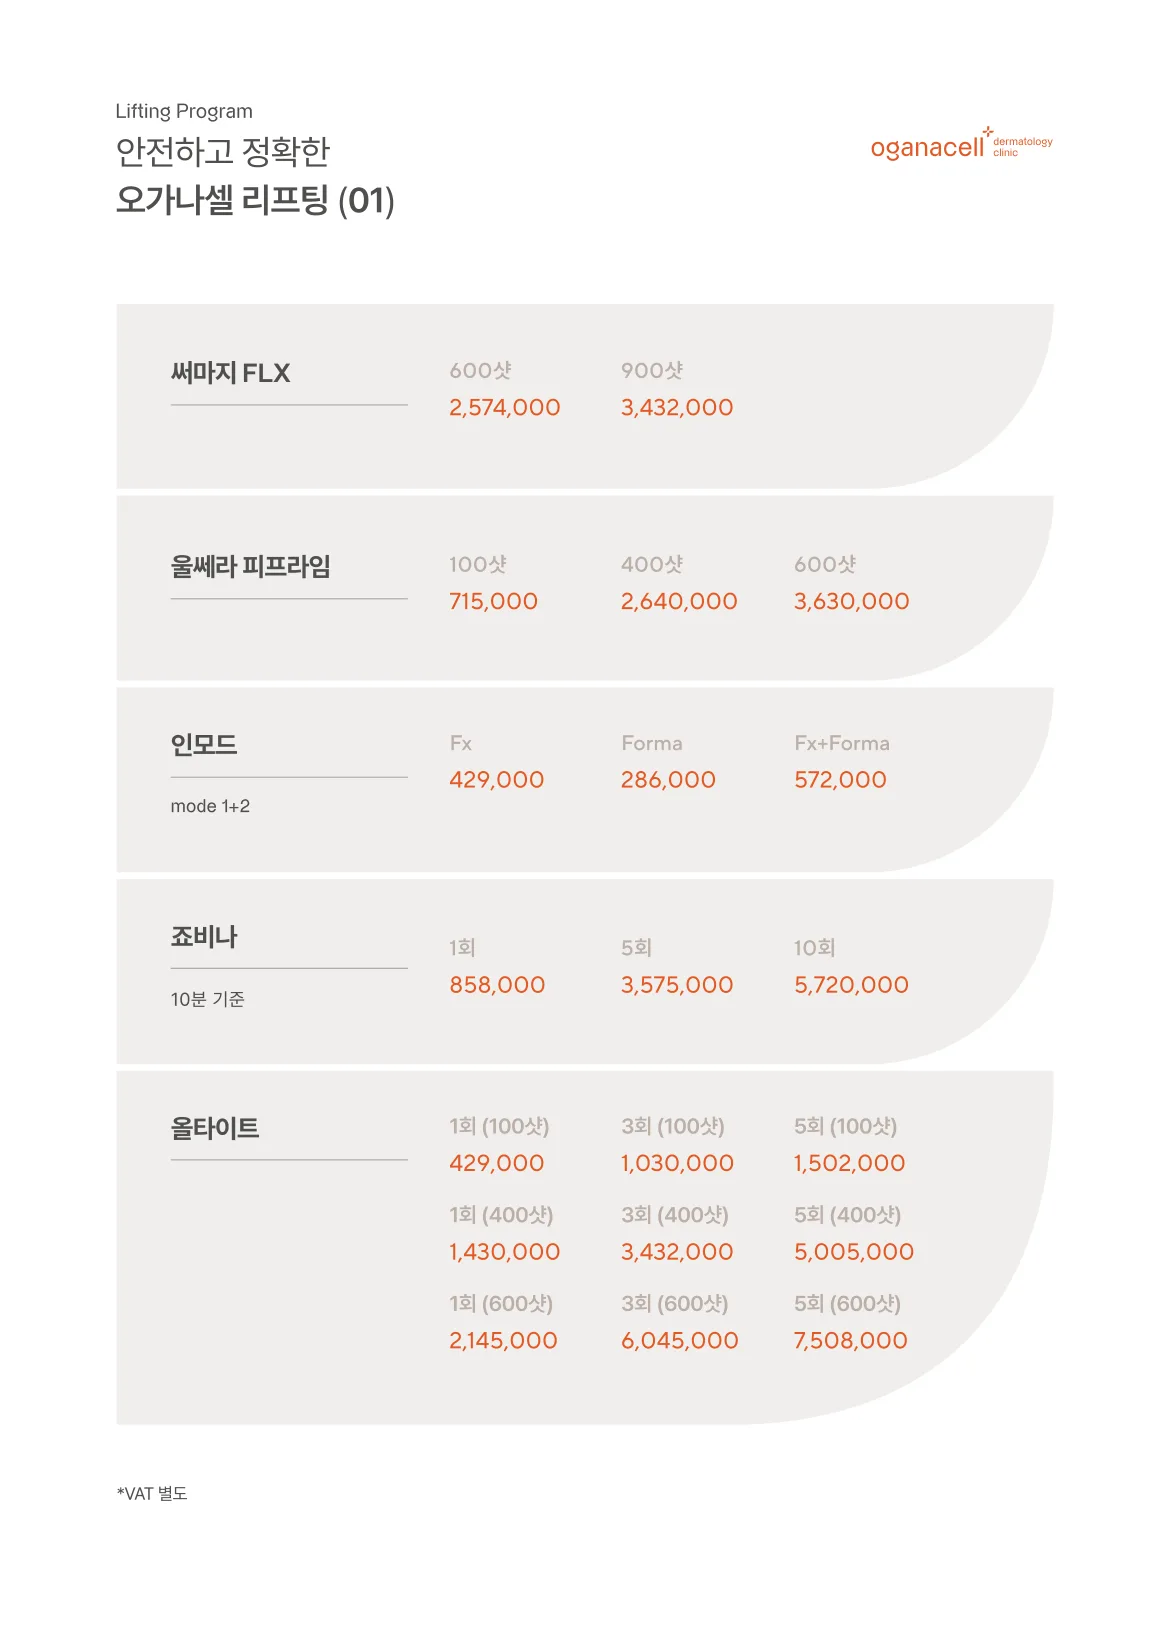 Lifting Program
안전하고 정확한
오가나셀 리프팅 (01)
oganacell dermatology clinic
써마지 FLX
600샷 900샷
2,574,000 3,432,000
울쎄라 피프라임
100샷 400샷 600샷
715,000 2,640,000 3,630,000
인모드
mode 1+2
Fx Forma Fx+Forma
429,000 286,000 572,000
죠비나
10분 기준
1회 5회 10회
858,000 3,575,000 5,720,000
올타이트
1회 (100샷) 3회 (100샷) 5회 (100샷)
429,000 1,030,000 1,502,000
1회 (400샷) 3회 (400샷) 5회 (400샷)
1,430,000 3,432,000 5,005,000
1회 (600샷) 3회 (600샷) 5회 (600샷)
2,145,000 6,045,000 7,508,000
*VAT 별도